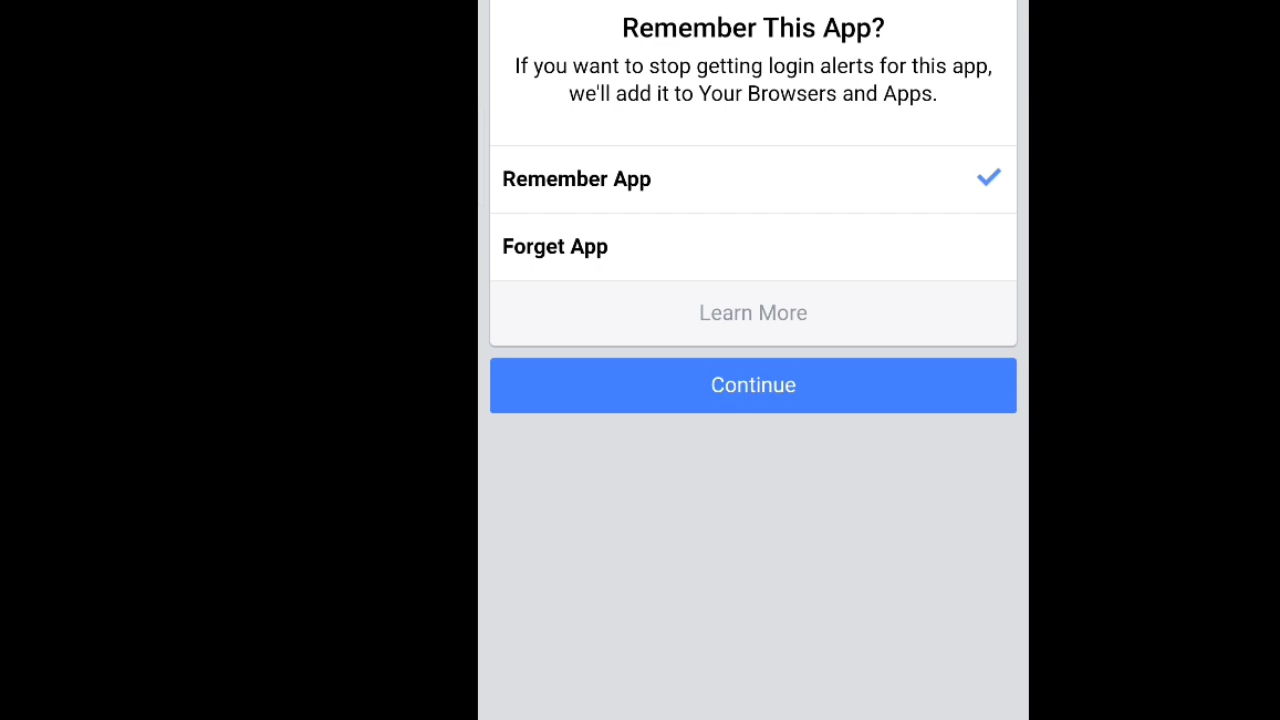 Remember This App?
If you want to stop getting login alerts for this app,
we'll add it to Your Browsers and Apps.
Remember App
Forget App
Learn More
Continue